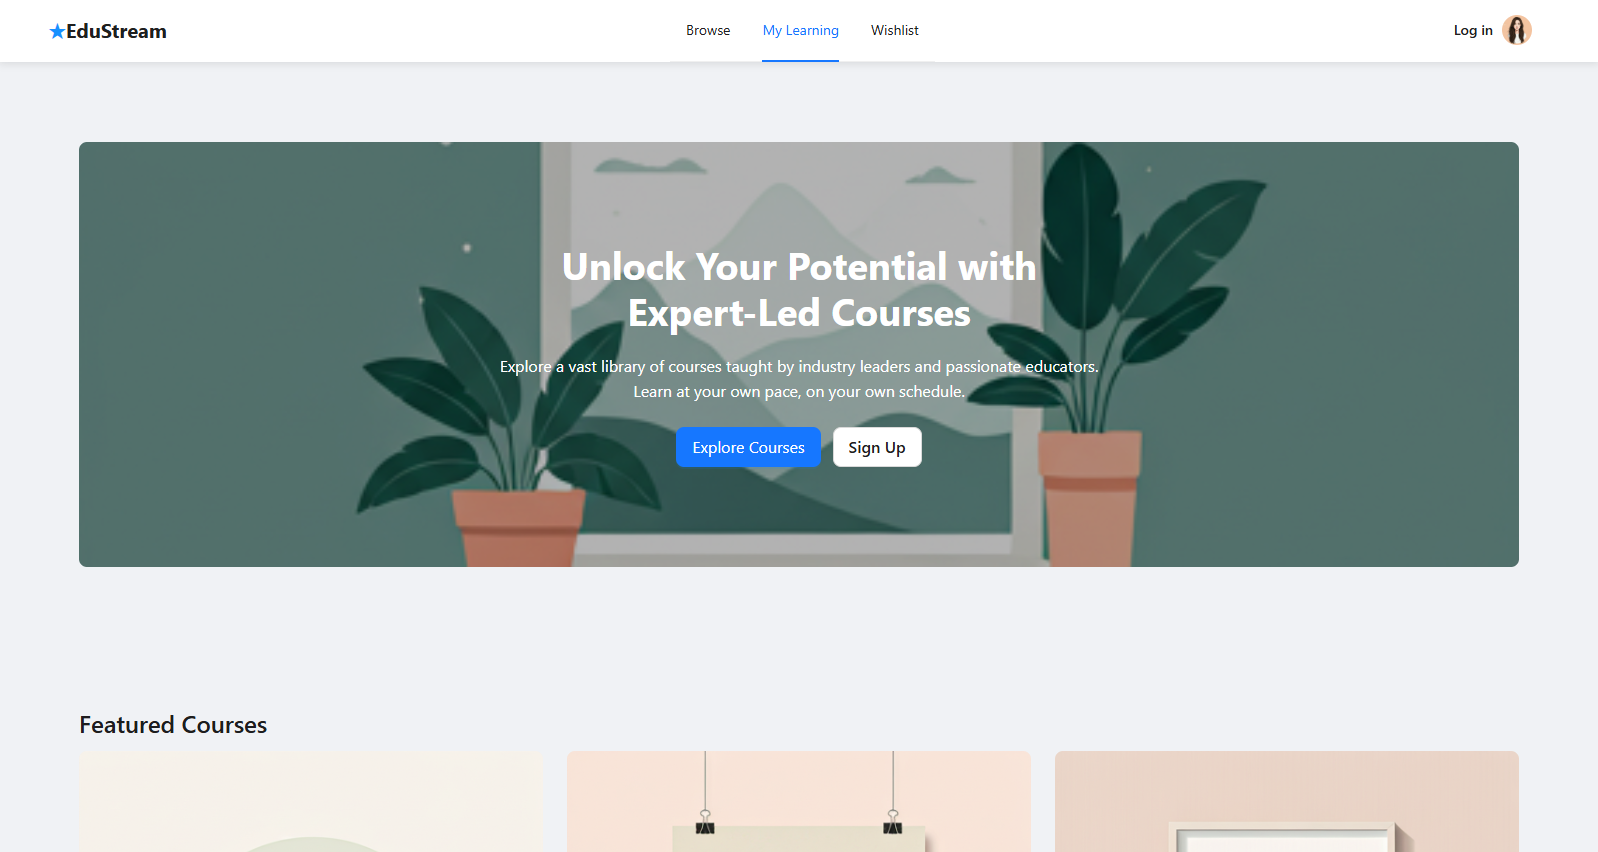 ★EduStream
Browse
My Learning
Wishlist
Log in
Unlock Your Potential with
Expert-Led Courses
Explore a vast library of courses taught by industry leaders and passionate educators.
Learn at your own pace, on your own schedule.
Explore Courses
Sign Up
Featured Courses